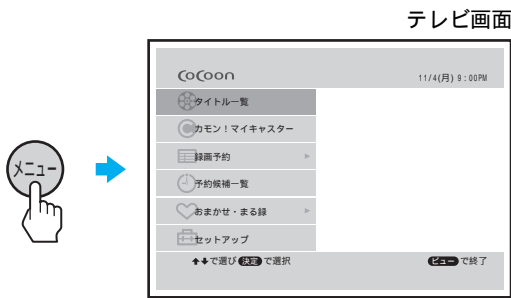 テレビ画面
CoCoon
11/4(月) 9:00PM
タイトル一覧
カモン！マイキャスター
録画予約
予約候補一覧
おまかせ・まる録
セットアップ
メニュー
↑↓で選び 決定 で選択
ビュー で終了